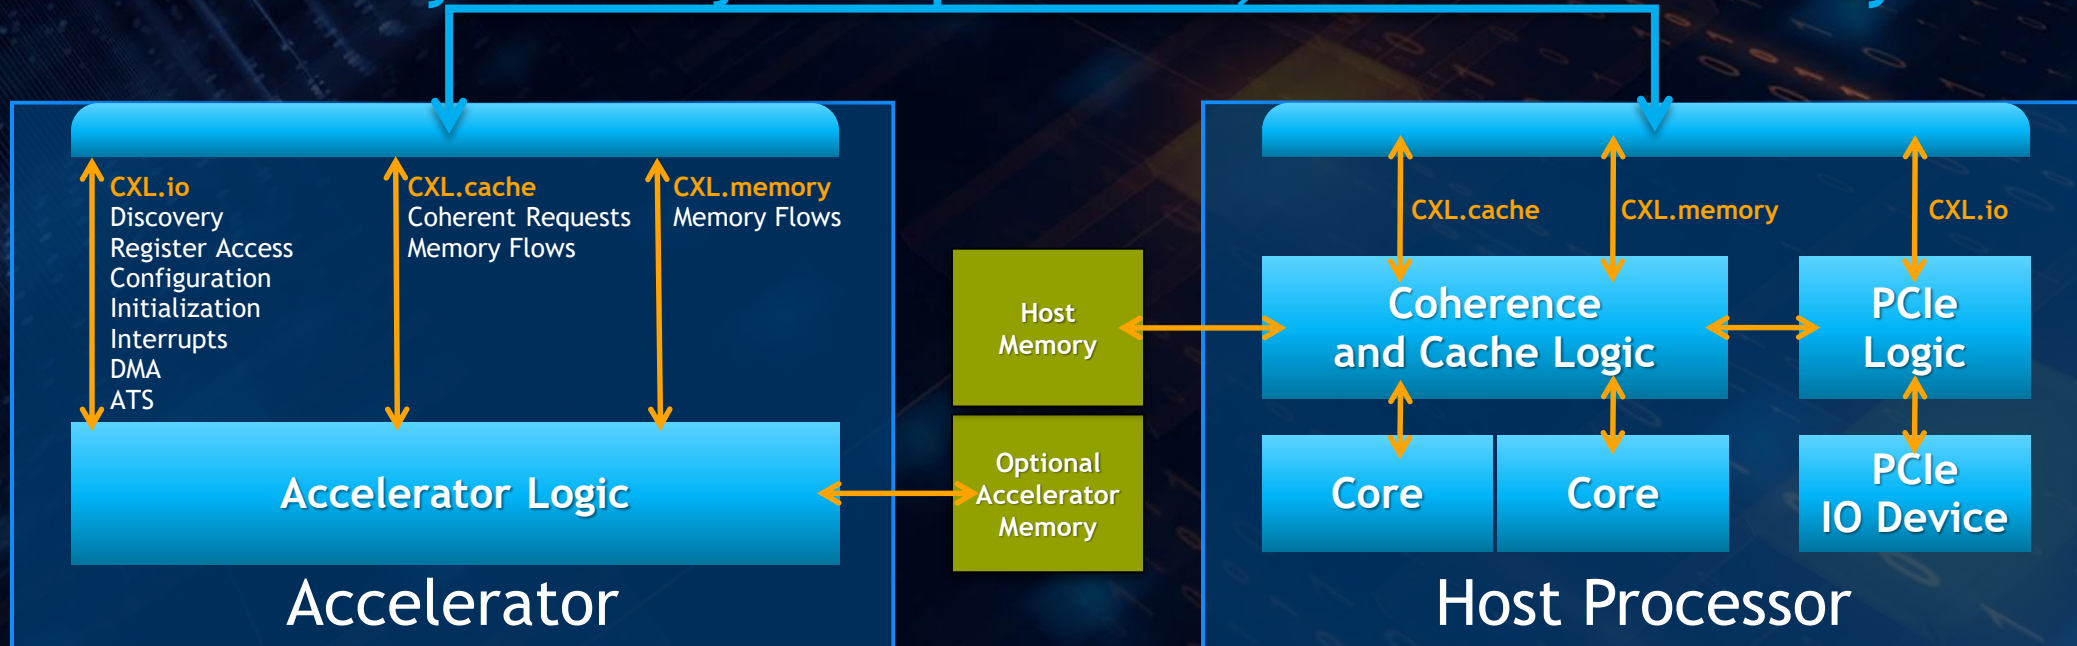 CXL.io
Discovery
Register Access
Configuration
Initialization
Interrupts
DMA
ATS
CXL.cache
Coherent Requests
Memory Flows
CXL.memory
Memory Flows
Accelerator Logic
Accelerator
Host
Memory
Optional
Accelerator
Memory
CXL.cache
CXL.memory
CXL.io
Coherence
and Cache Logic
PCIe
Logic
Core
Core
PCIe
IO Device
Host Processor